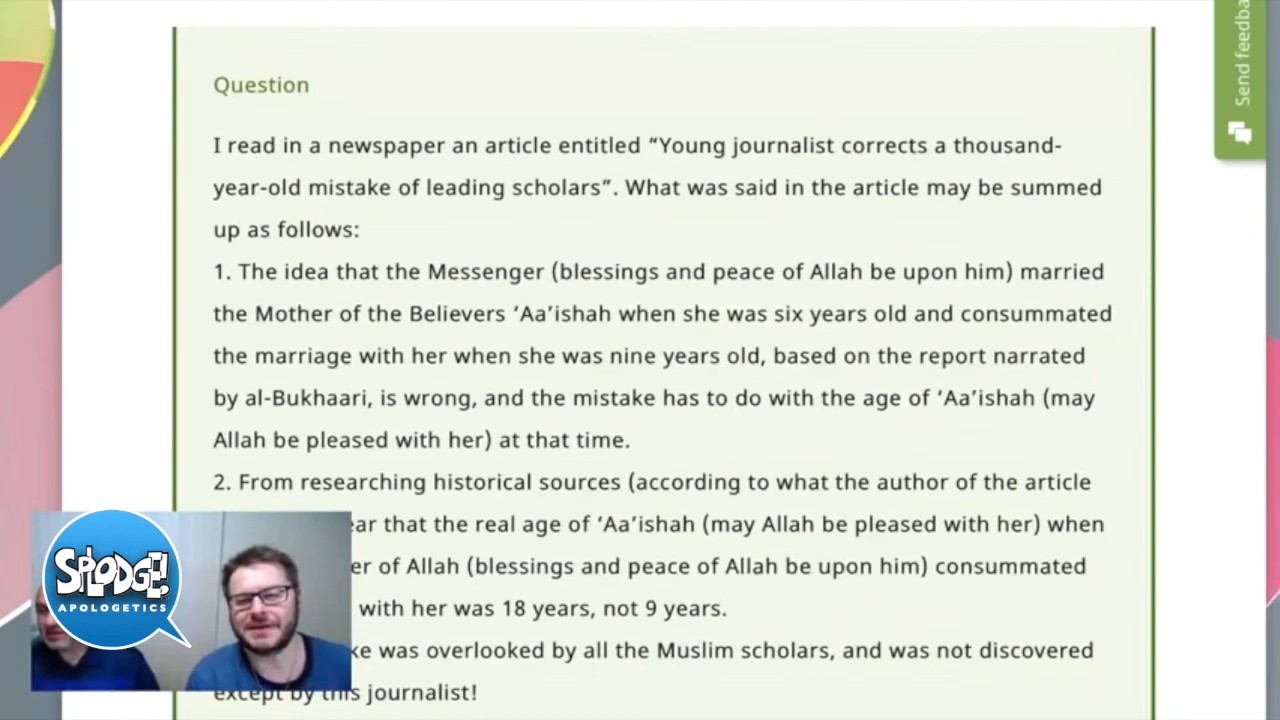 Send feedba
Question
I read in a newspaper an article entitled “Young journalist corrects a thousand-
year-old mistake of leading scholars”. What was said in the article may be summed
up as follows:
1. The idea that the Messenger (blessings and peace of Allah be upon him) married
the Mother of the Believers ‘Aa’ishah when she was six years old and consummated
the marriage with her when she was nine years old, based on the report narrated
by al-Bukhaari, is wrong, and the mistake has to do with the age of ‘Aa’ishah (may
Allah be pleased with her) at that time.
2. From researching historical sources (according to what the author of the article
ear that the real age of ‘Aa’ishah (may Allah be pleased with her) when
er of Allah (blessings and peace of Allah be upon him) consummated
with her was 18 years, not 9 years.
ke was overlooked by all the Muslim scholars, and was not discovered
except by this journalist!
SPLODGE!
APOLOGETICS